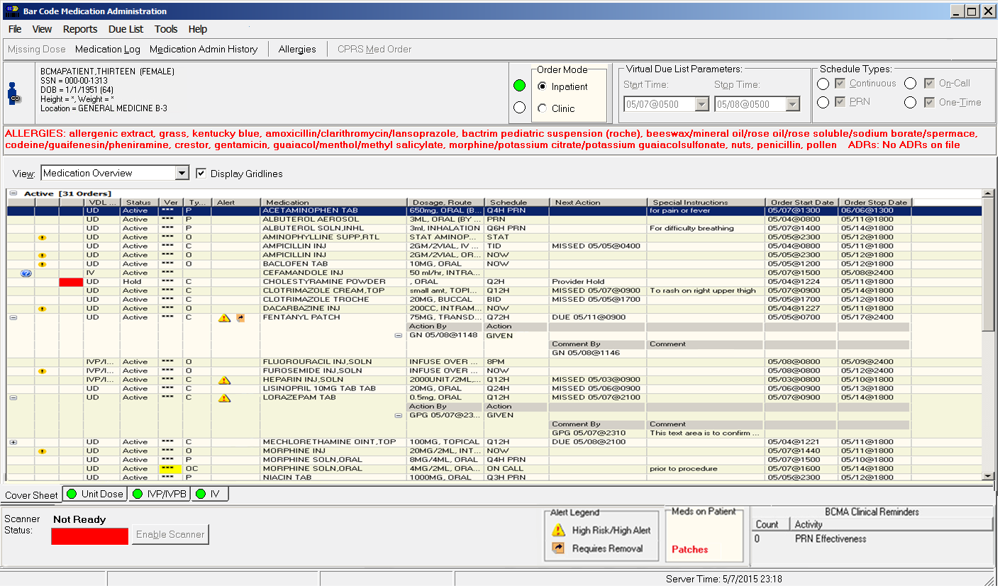 Bar Code Medication Administration
File View Reports Due List Tools Help
Missing Dose Medication Log Medication Admin History Allergies CPRS Med Order
BCMAPATIENT,THIRTEEN (FEMALE)
SSN = 000-00-1313
DOB = 1/1/1951 (64)
Height = *, Weight = *
Location = GENERAL MEDICINE B-3
Order Mode
Inpatient
Clinic
Virtual Due List Parameters:
Start Time: Stop Time:
05/07@0500 05/08@0500
Schedule Types:
Continuous On-Call
PRN One-Time
ALLERGIES: allergenic extract, grass, kentucky blue, amoxicillin/clarithromycin/lansoprazole, bactrim pediatric suspension (roche), beeswax/mineral oil/rose oil/rose soluble/sodium borate/spermace,
codeine/guaifenesin/pheniramine, crestor, gentamicin, guaiacol/menthol/methyl salicylate, morphine/potassium citrate/potassium guaiacolsulfonate, nuts, penicillin, pollen ADRs: No ADRs on file
View: Medication Overview Display Gridlines
Active [31 Orders]
VDL ... Status Ver Ty... Alert Medication Dosage, Route Schedule Next Action Special Instructions Order Start Date Order Stop Date
UD Active *** P ACETAMINOPHEN TAB 650mg, ORAL (B... Q4H PRN for pain or fever 05/07@1300 06/06@1300
UD Active *** P ALBUTEROL AEROSOL 3ML, ORAL (BY ... PRN 05/04@0800 05/11@1800
UD Active *** P ALBUTEROL SOLN,INHL 3ml, INHALATION Q6H PRN For difficulty breathing 05/07@1400 05/14@1800
UD Active *** O AMINOPHYLLINE SUPP,RTL STAT AMINOP... STAT 05/05@2300 05/12@1800
UD Active *** C AMPICILLIN INJ 2GM/2VIAL, IV ... TID MISSED 05/05@0400 05/04@0800 05/11@1800
UD Active *** O AMPICILLIN INJ 2GM/2VIAL, OR... NOW 05/05@2300 05/12@1800
UD Active *** O BACLOFEN TAB 10MG, ORAL NOW 05/05@1200 05/12@1800
IV Active *** CEFAMANDOLE INJ 50 ml/hr, INTRA... 05/07@1500 05/08@2400
UD Hold *** C CHOLESTYRAMINE POWDER , ORAL Q2H Provider Hold 05/04@1224 05/11@1800
UD Active *** C CLOTRIMAZOLE CREAM,TOP small amt, TOPI... Q12H MISSED 05/07@0900 To rash on right upper thigh 05/07@0900 05/14@1800
UD Active *** C CLOTRIMAZOLE TROCHE 20MG, BUCCAL BID MISSED 05/05@1700 05/05@1700 05/12@1800
UD Active *** O DACARBAZINE INJ 200CC, INTRAM... NOW 05/04@1227 05/11@1800
UD Active *** C FENTANYL PATCH 75MG, TRANSD... Q72H DUE 05/11@0900 05/05@0700 05/17@2400
Action By Action
GN 05/08@1148 GIVEN
Comment By Comment
GN 05/08@1146
IVP/I... Active *** O FLUOROURACIL INJ,SOLN INFUSE OVER ... 8PM 05/08@0800 05/09@2400
IVP/I... Active *** O FUROSEMIDE INJ,SOLN INFUSE OVER ... NOW 05/08@0800 05/12@2400
IVP/I... Active *** C HEPARIN INJ,SOLN 2000UNIT/2ML,... Q12H MISSED 05/03@0900 05/03@0800 05/10@1800
UD Active *** C LISINOPRIL 10MG TAB TAB 20MG, ORAL Q24H MISSED 05/06@0900 05/06@0900 05/13@1800
UD Active *** C LORAZEPAM TAB 0.5mg, ORAL Q12H MISSED 05/07@2100 05/07@0900 05/14@1800
Action By Action
GPG 05/07@23... GIVEN
Comment By Comment
GPG 05/07@2310 This text area is to confirm ...
UD Active *** C MECHLORETHAMINE OINT,TOP 100MG, TOPICAL Q12H DUE 05/08@2100 05/04@1221 05/11@1800
UD Active *** O MORPHINE INJ 20MG/2ML, INT... NOW 05/07@1440 05/11@1800
UD Active *** P MORPHINE SOLN,ORAL 8MG/4ML, ORAL Q4H PRN 05/05@1500 05/10@1800
UD Active *** OC MORPHINE SOLN,ORAL 4MG/2ML, ORA... ON CALL prior to procedure 05/07@1600 05/14@1800
UD Active *** P NIACIN TAB 1000MG, ORAL Q3H PRN 05/05@2300 05/12@1800
Cover Sheet Unit Dose IVP/IVPB IV
Scanner Status: Not Ready
Enable Scanner
Alert Legend
High Risk/High Alert
Requires Removal
Meds on Patient
Patches
BCMA Clinical Reminders
Count Activity
0 PRN Effectiveness
Server Time: 5/7/2015 23:18